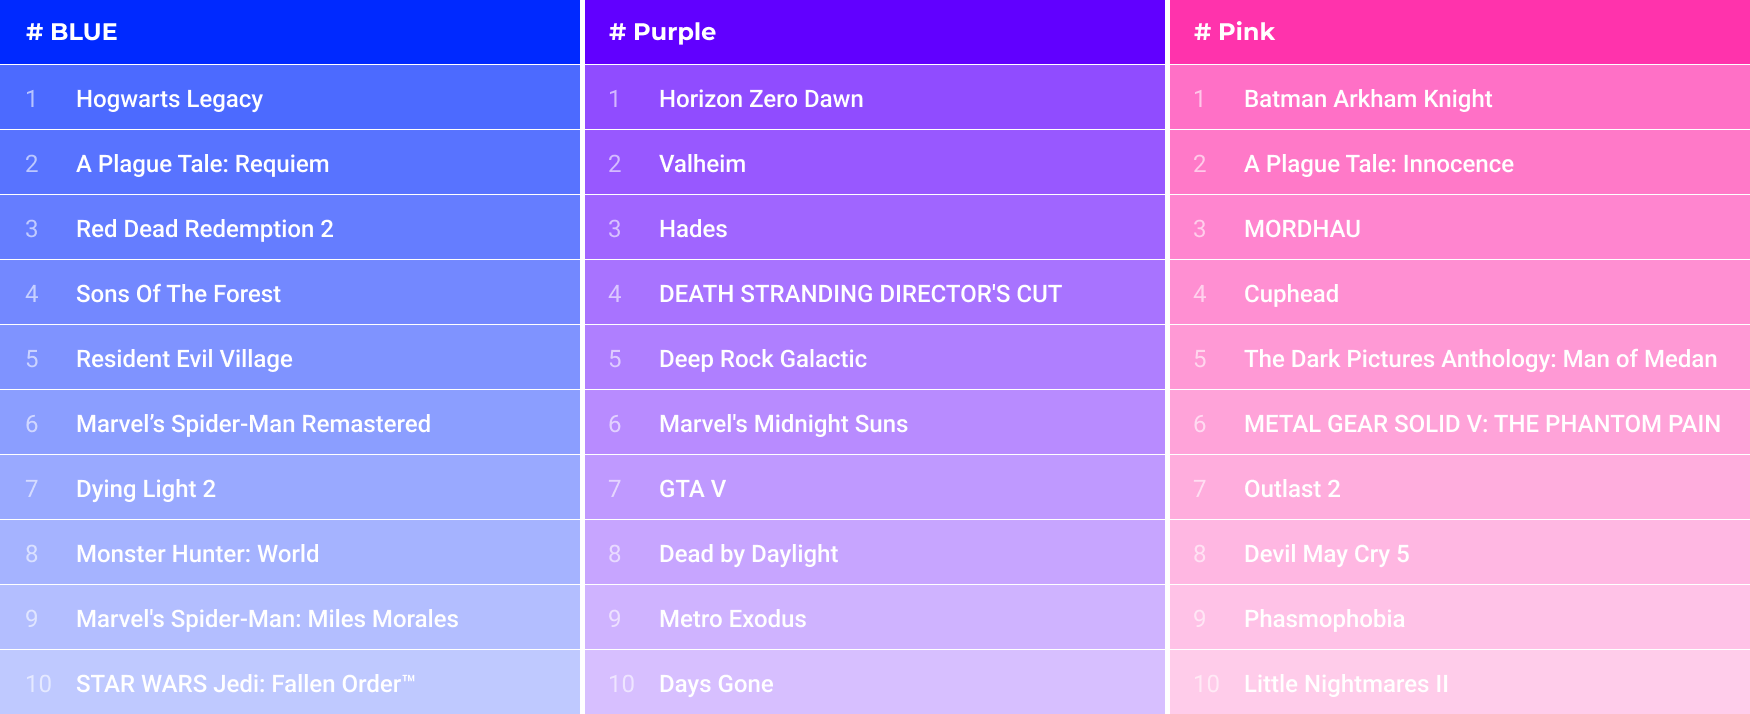 # BLUE
1 Hogwarts Legacy
2 A Plague Tale: Requiem
3 Red Dead Redemption 2
4 Sons Of The Forest
5 Resident Evil Village
6 Marvel’s Spider-Man Remastered
7 Dying Light 2
8 Monster Hunter: World
9 Marvel's Spider-Man: Miles Morales
10 STAR WARS Jedi: Fallen Order™
# Purple
1 Horizon Zero Dawn
2 Valheim
3 Hades
4 DEATH STRANDING DIRECTOR'S CUT
5 Deep Rock Galactic
6 Marvel's Midnight Suns
7 GTA V
8 Dead by Daylight
9 Metro Exodus
10 Days Gone
# Pink
1 Batman Arkham Knight
2 A Plague Tale: Innocence
3 MORDHAU
4 Cuphead
5 The Dark Pictures Anthology: Man of Medan
6 METAL GEAR SOLID V: THE PHANTOM PAIN
7 Outlast 2
8 Devil May Cry 5
9 Phasmophobia
10 Little Nightmares II